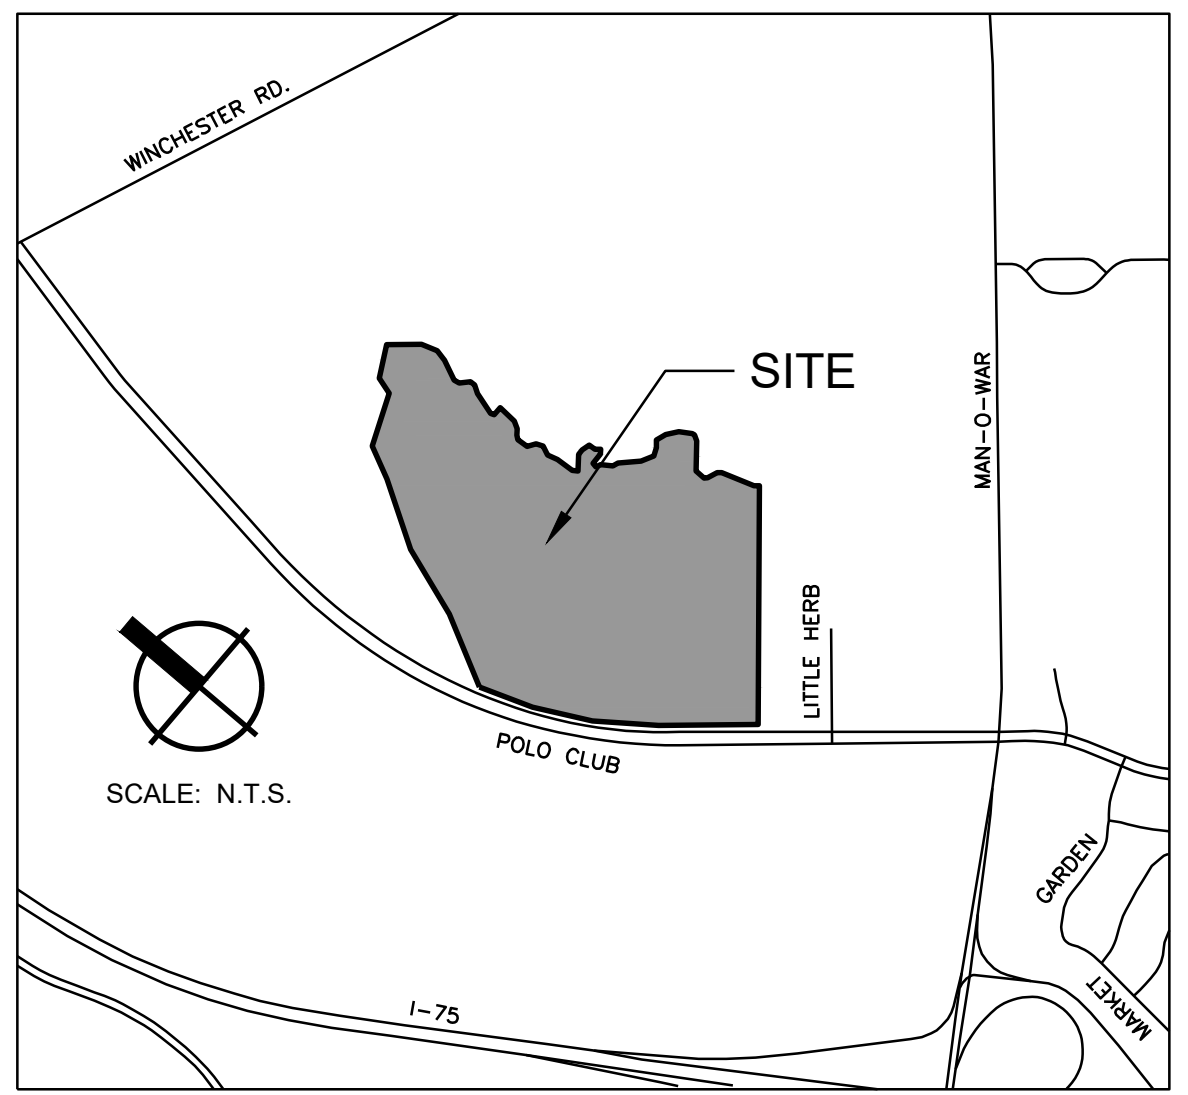 WINCHESTER RD.
SITE
MAN-O-WAR
LITTLE HERB
POLO CLUB
SCALE: N.T.S.
GARDEN
MARKET
I-75